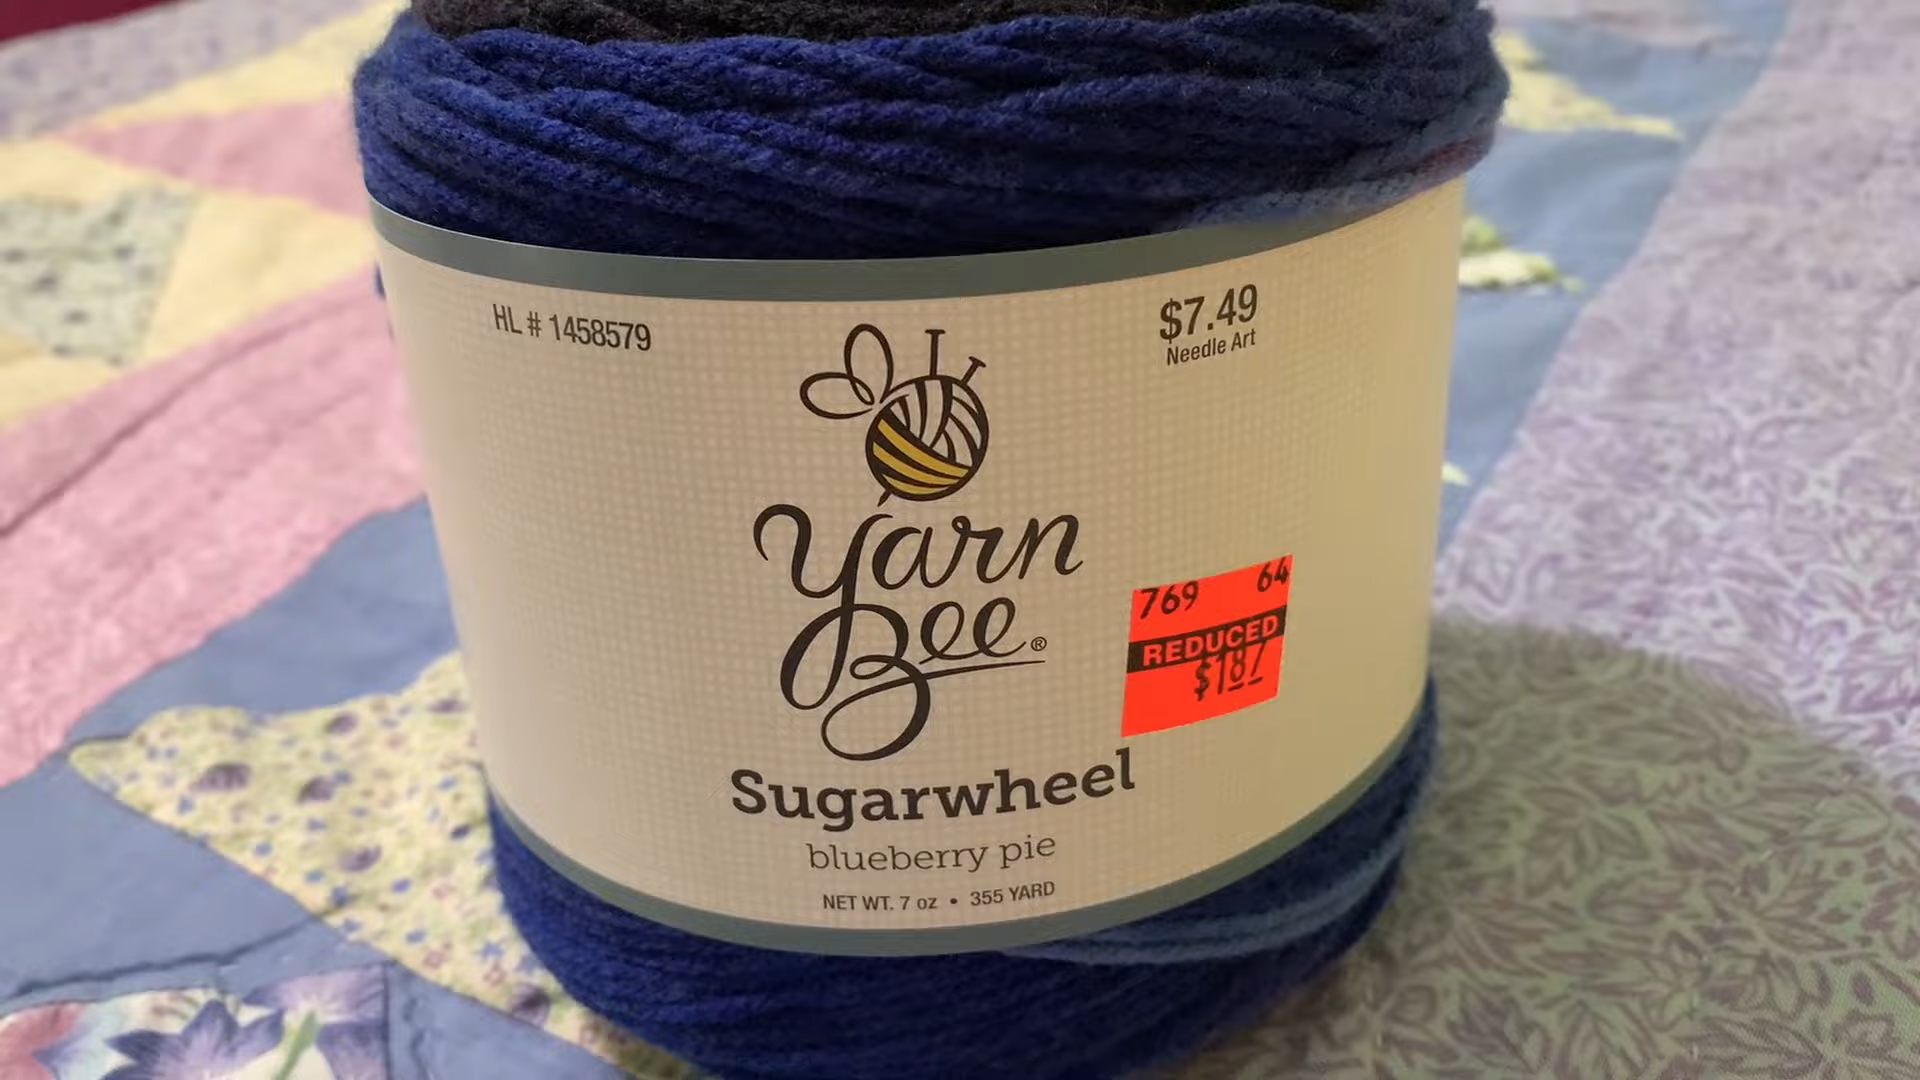 HL # 1458579
$7.49
Needle Art
Yarn
Bee®
769 64
REDUCED
$1.87
Sugarwheel
blueberry pie
NET WT. 7 oz • 355 YARD